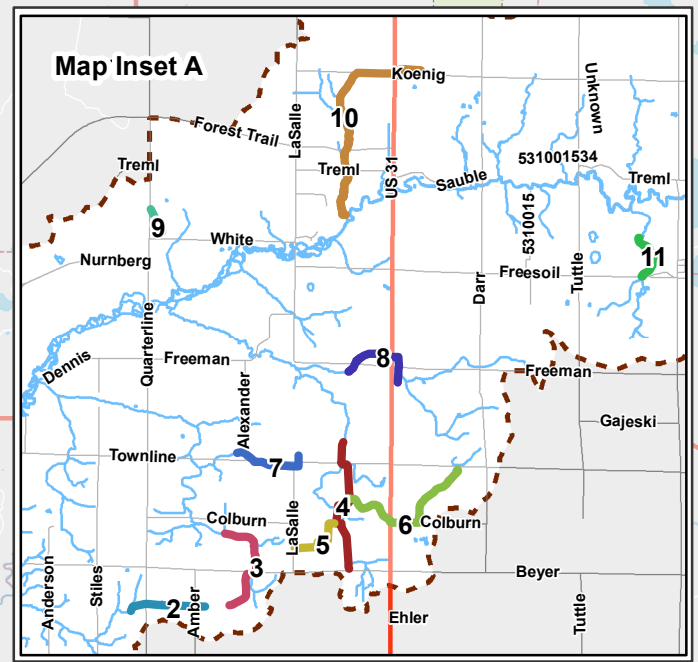 Map Inset A
Koenig
Unknown
LaSalle
10
Forest Trail
531001534
Treml
Treml
US 31
Sauble
Treml
9
White
5310015
11
Nurnberg
Freesoil
Darr
Tuttle
Quarterline
8
Dennis
Freeman
Freeman
Alexander
Gajeski
Townline
7
4
LaSalle
Colburn
6
Colburn
5
3
Beyer
Anderson
Stiles
2
Amber
Ehler
Tuttle